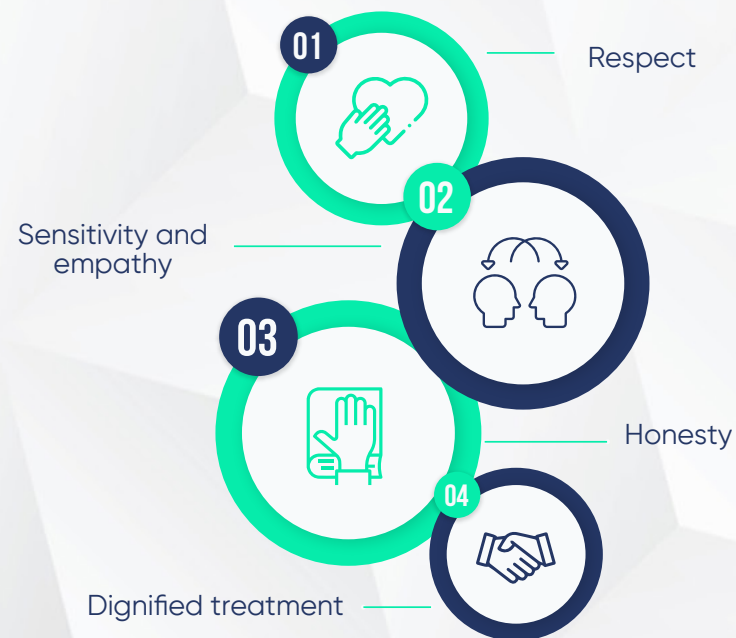 01
Respect
02
Sensitivity and
empathy
03
Honesty
04
Dignified treatment